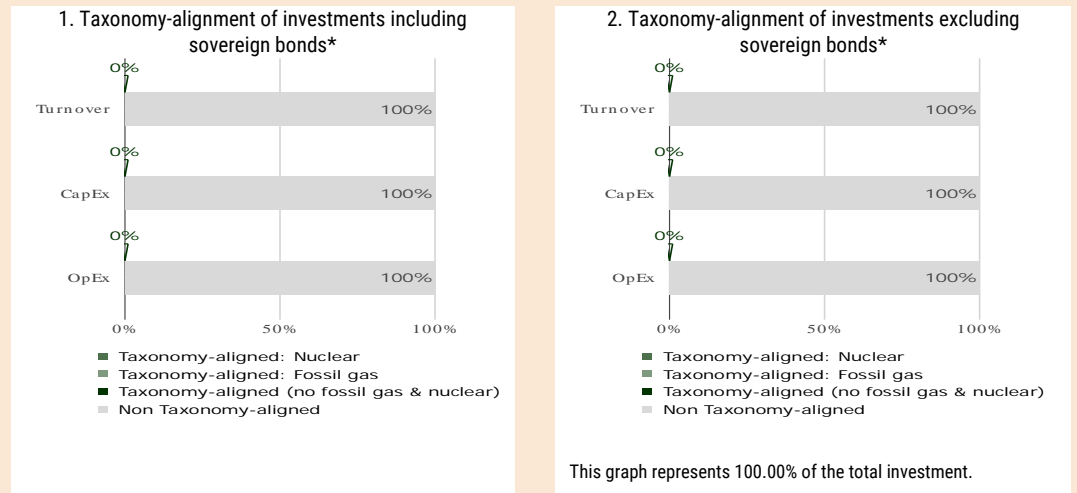 1. Taxonomy-alignment of investments including
sovereign bonds*
0%
Turnover
100%
0%
CapEx
100%
0%
OpEx
100%
0%
50%
100%
Taxonomy-aligned: Nuclear
Taxonomy-aligned: Fossil gas
Taxonomy-aligned (no fossil gas & nuclear)
Non Taxonomy-aligned
2. Taxonomy-alignment of investments excluding
sovereign bonds*
0%
Turnover
100%
0%
CapEx
100%
0%
OpEx
100%
0%
50%
100%
Taxonomy-aligned: Nuclear
Taxonomy-aligned: Fossil gas
Taxonomy-aligned (no fossil gas & nuclear)
Non Taxonomy-aligned
This graph represents 100.00% of the total investment.